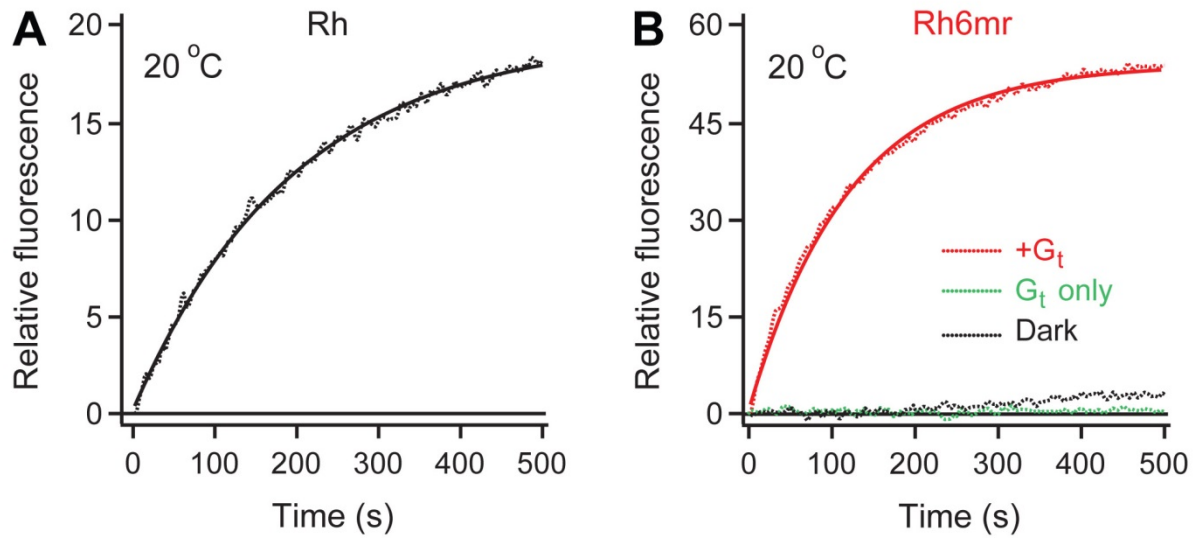 A
Rh
20 °C
Relative fluorescence
20
15
10
5
0
0 100 200 300 400 500
Time (s)
B
Rh6mr
20 °C
Relative fluorescence
60
45
30
15
0
+Gt
Gt only
Dark
0 100 200 300 400 500
Time (s)